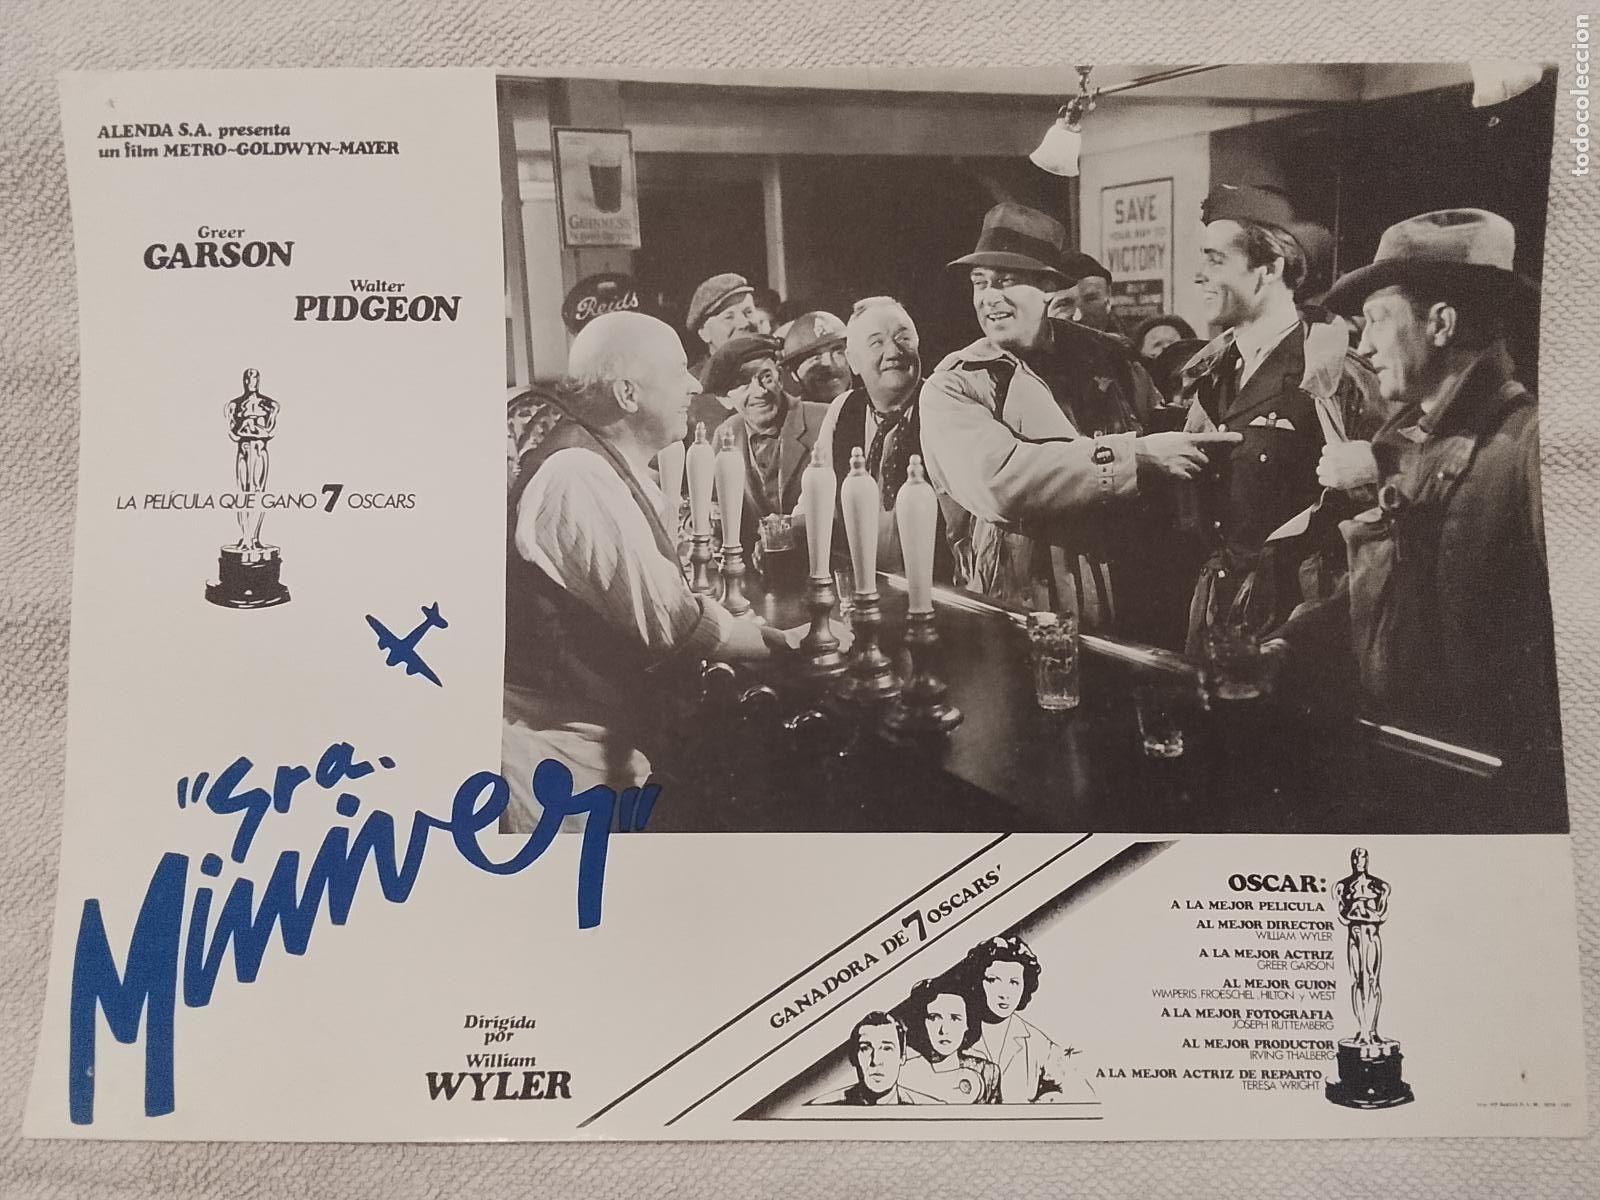 ALENDA S.A. presenta
un film METRO-GOLDWYN-MAYER
Greer
GARSON
Walter
PIDGEON
LA PELÍCULA QUE GANO 7 OSCARS
"Sra.
Miniver"
Dirigida
por
William
WYLER
GUINNESS
Reids
SAVE
YOUR WAY TO
VICTORY
GANADORA DE 7 OSCARS'
OSCAR:
A LA MEJOR PELICULA
AL MEJOR DIRECTOR
WILLIAM WYLER
A LA MEJOR ACTRIZ
GREER GARSON
AL MEJOR GUION
WIMPERIS, FROESCHEL, HILTON y WEST
A LA MEJOR FOTOGRAFIA
JOSEPH RUTTEMBERG
AL MEJOR PRODUCTOR
IRVING THALBERG
A LA MEJOR ACTRIZ DE REPARTO
TERESA WRIGHT
todocoleccion